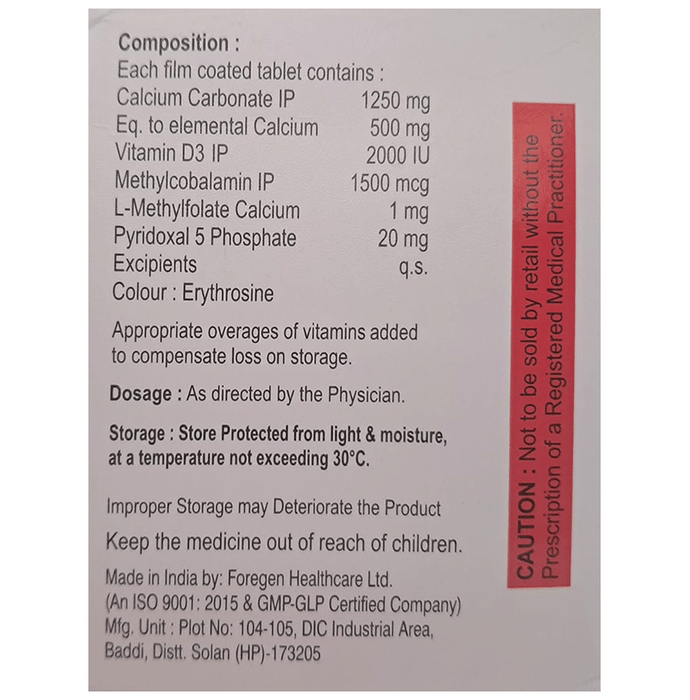 Composition :
Each film coated tablet contains :
Calcium Carbonate IP 1250 mg
Eq. to elemental Calcium 500 mg
Vitamin D3 IP 2000 IU
Methylcobalamin IP 1500 mcg
L-Methylfolate Calcium 1 mg
Pyridoxal 5 Phosphate 20 mg
Excipients q.s.
Colour : Erythrosine
Appropriate overages of vitamins added
to compensate loss on storage.
Dosage : As directed by the Physician.
Storage : Store Protected from light & moisture,
at a temperature not exceeding 30°C.
Improper Storage may Deteriorate the Product
Keep the medicine out of reach of children.
Made in India by: Foregen Healthcare Ltd.
(An ISO 9001: 2015 & GMP-GLP Certified Company)
Mfg. Unit : Plot No: 104-105, DIC Industrial Area,
Baddi, Distt. Solan (HP)-173205
CAUTION : Not to be sold by retail without the
Prescription of a Registered Medical Practitioner.